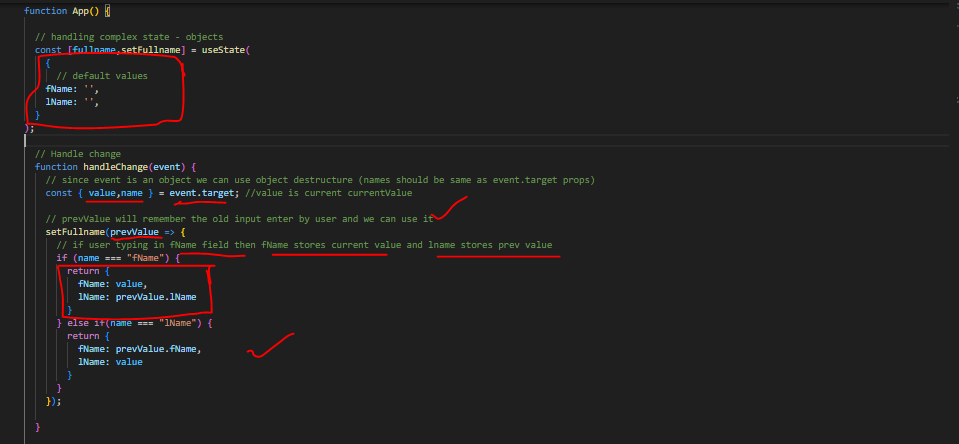 function App() {
// handling complex state - objects
const [fullname,setFullname] = useState(
{
// default values
fName: '',
lName: '',
}
);
// Handle change
function handleChange(event) {
// since event is an object we can use object destructure (names should be same as event.target props)
const { value,name } = event.target; //value is current currentValue
// prevValue will remember the old input enter by user and we can use it
setFullname(prevValue => {
// if user typing in fName field then fName stores current value and lname stores prev value
if (name === "fName") {
return {
fName: value,
lName: prevValue.lName
}
} else if(name === "lName") {
return {
fName: prevValue.fName,
lName: value
}
}
});
}